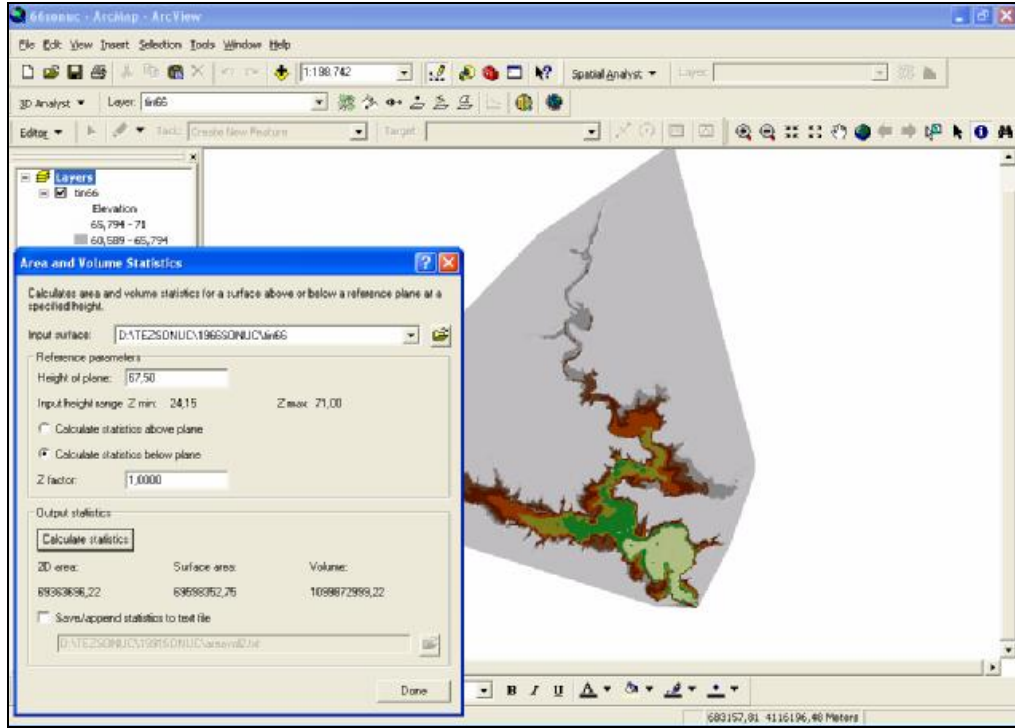 66sonuc - ArcMap - ArcView
File Edit View Insert Selection Tools Window Help
1:198.742
Spatial Analyst
Layer:
3D Analyst
Layer: tin66
Editor
Task: Create New Feature
Target:
Layers
tin66
Elevation
65,794 - 71
60,589 - 65,794
Area and Volume Statistics
Calculates area and volume statistics for a surface above or below a reference plane at a
specified height.
Input surface: D:\TEZSONUC\1966SONUC\tin66
Reference parameters
Height of plane: 67,50
Input height range Z min: 24,15 Z max: 71,00
Calculate statistics above plane
Calculate statistics below plane
Z factor: 1,0000
Output statistics
Calculate statistics
2D area: Surface area: Volume:
69363696,22 69598352,75 1099872999,22
Save/append statistics to text file
Done
B I U A
683157,81 4116196,48 Meters